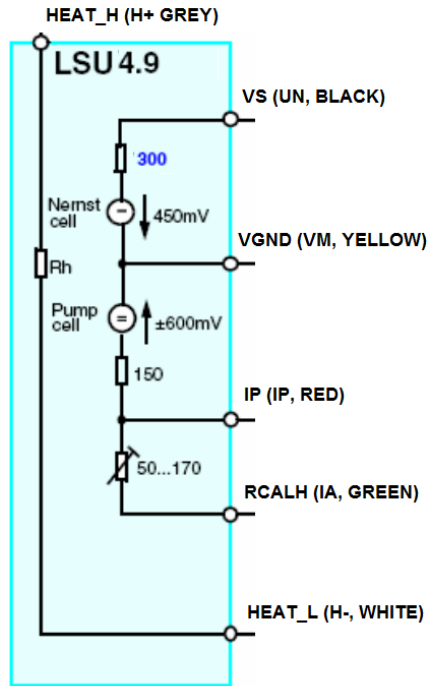 HEAT_H (H+ GREY)
LSU 4.9
VS (UN, BLACK)
300
Nernst
cell
450mV
VGND (VM, YELLOW)
Rh
Pump
cell
±600mV
150
IP (IP, RED)
50...170
RCALH (IA, GREEN)
HEAT_L (H-, WHITE)